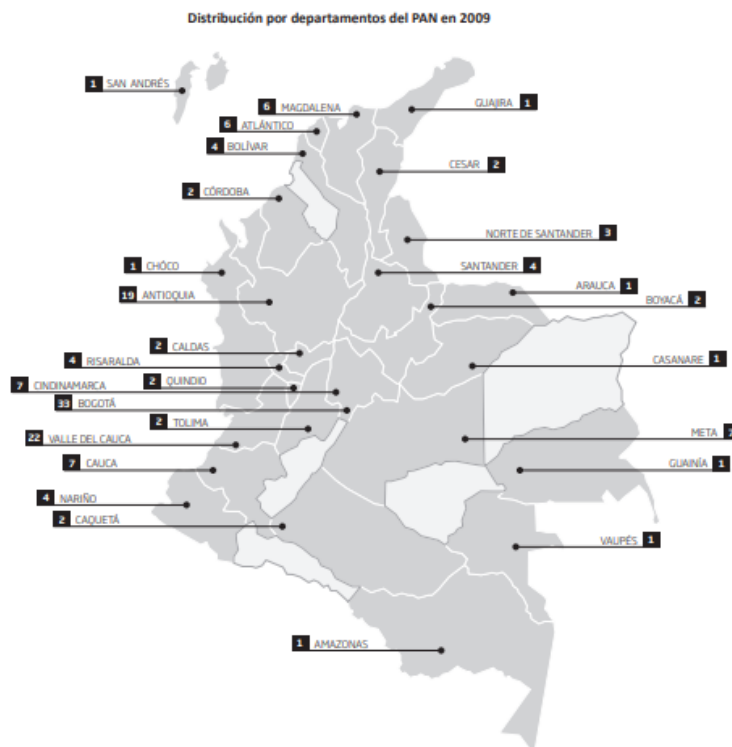 Distribución por departamentos del PAN en 2009
1 SAN ANDRÉS
6 MAGDALENA
GUAJIRA 1
6 ATLÁNTICO
4 BOLÍVAR
CESAR 2
2 CÓRDOBA
NORTE DE SANTANDER 3
1 CHÓCO
SANTANDER 4
ARAUCA 1
19 ANTIOQUIA
BOYACÁ 2
2 CALDAS
4 RISARALDA
CASANARE 1
7 CINDINAMARCA
2 QUINDIO
33 BOGOTÁ
2 TOLIMA
META
22 VALLE DEL CAUCA
7 CAUCA
GUAINÍA 1
4 NARIÑO
2 CAQUETÁ
VAUPÉS 1
1 AMAZONAS